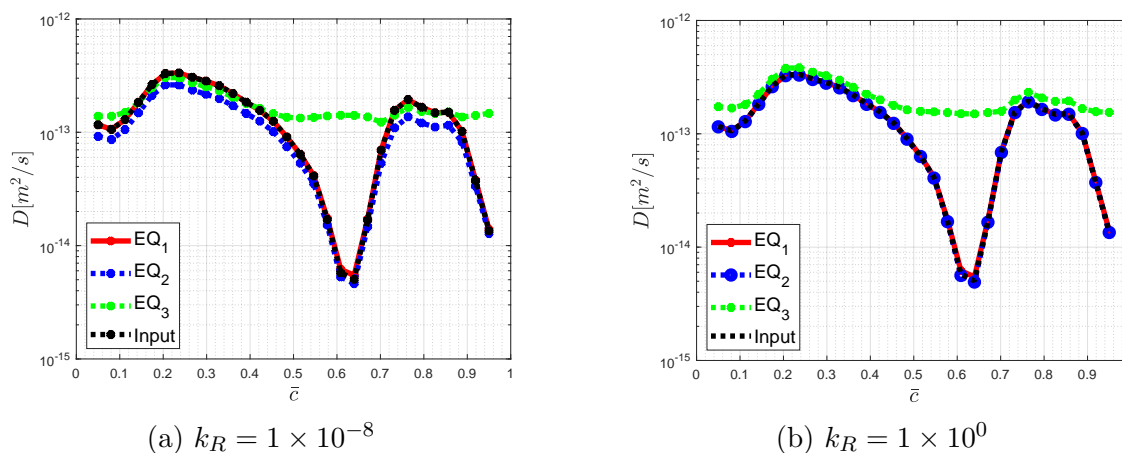 10^-12
10^-13
10^-14
10^-15
D[m^2/s]
EQ_1
EQ_2
EQ_3
Input
0 0.1 0.2 0.3 0.4 0.5 0.6 0.7 0.8 0.9 1
c̄
(a) k_R = 1 × 10^−8
10^-12
10^-13
10^-14
10^-15
D[m^2/s]
EQ_1
EQ_2
EQ_3
Input
0 0.1 0.2 0.3 0.4 0.5 0.6 0.7 0.8 0.9
c̄
(b) k_R = 1 × 10^0